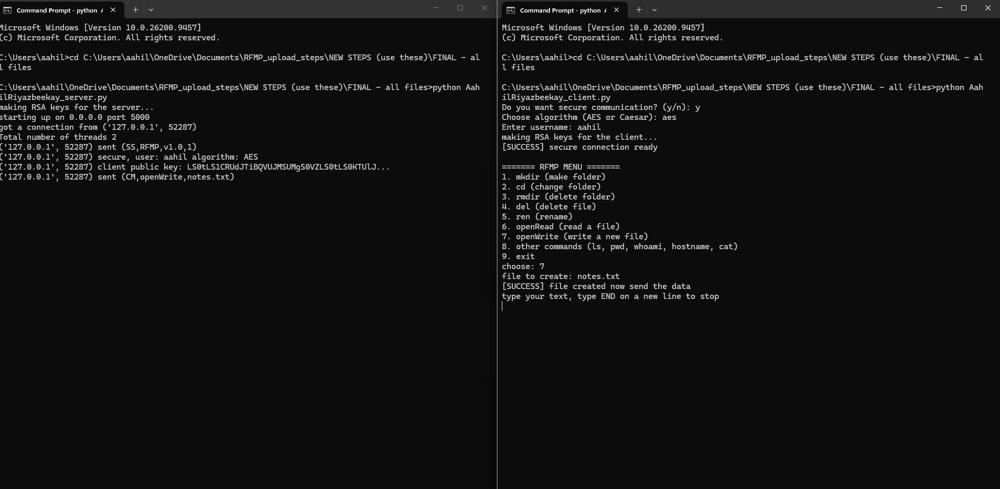 Command Prompt - python
Microsoft Windows [Version 10.0.26200.9457]
(c) Microsoft Corporation. All rights reserved.
C:\Users\aahil>cd C:\Users\aahil\OneDrive\Documents\RFMP_upload_steps\NEW STEPS (use these)\FINAL - al
l files
C:\Users\aahil\OneDrive\Documents\RFMP_upload_steps\NEW STEPS (use these)\FINAL - all files>python Aah
ilRiyazbeekay_server.py
making RSA keys for the server...
starting up on 0.0.0.0 port 5000
got a connection from ('127.0.0.1', 52287)
Total number of threads 2
('127.0.0.1', 52287) sent (SS,RFMP,v1.0,1)
('127.0.0.1', 52287) secure, user: aahil algorithm: AES
('127.0.0.1', 52287) client public key: LS0tLS1CRUdJTiBQVUJMSUMgS0VZLS0tLS0KTUlJ...
('127.0.0.1', 52287) sent (CM,openWrite,notes.txt)
Command Prompt - python
Microsoft Windows [Version 10.0.26200.9457]
(c) Microsoft Corporation. All rights reserved.
C:\Users\aahil>cd C:\Users\aahil\OneDrive\Documents\RFMP_upload_steps\NEW STEPS (use these)\FINAL - al
l files
C:\Users\aahil\OneDrive\Documents\RFMP_upload_steps\NEW STEPS (use these)\FINAL - all files>python Aah
ilRiyazbeekay_client.py
Do you want secure communication? (y/n): y
Choose algorithm (AES or Caesar): aes
Enter username: aahil
making RSA keys for the client...
[SUCCESS] secure connection ready
======= RFMP MENU =======
1. mkdir (make folder)
2. cd (change folder)
3. rmdir (delete folder)
4. del (delete file)
5. ren (rename)
6. openRead (read a file)
7. openWrite (write a new file)
8. other commands (ls, pwd, whoami, hostname, cat)
9. exit
choose: 7
file to create: notes.txt
[SUCCESS] file created now send the data
type your text, type END on a new line to stop